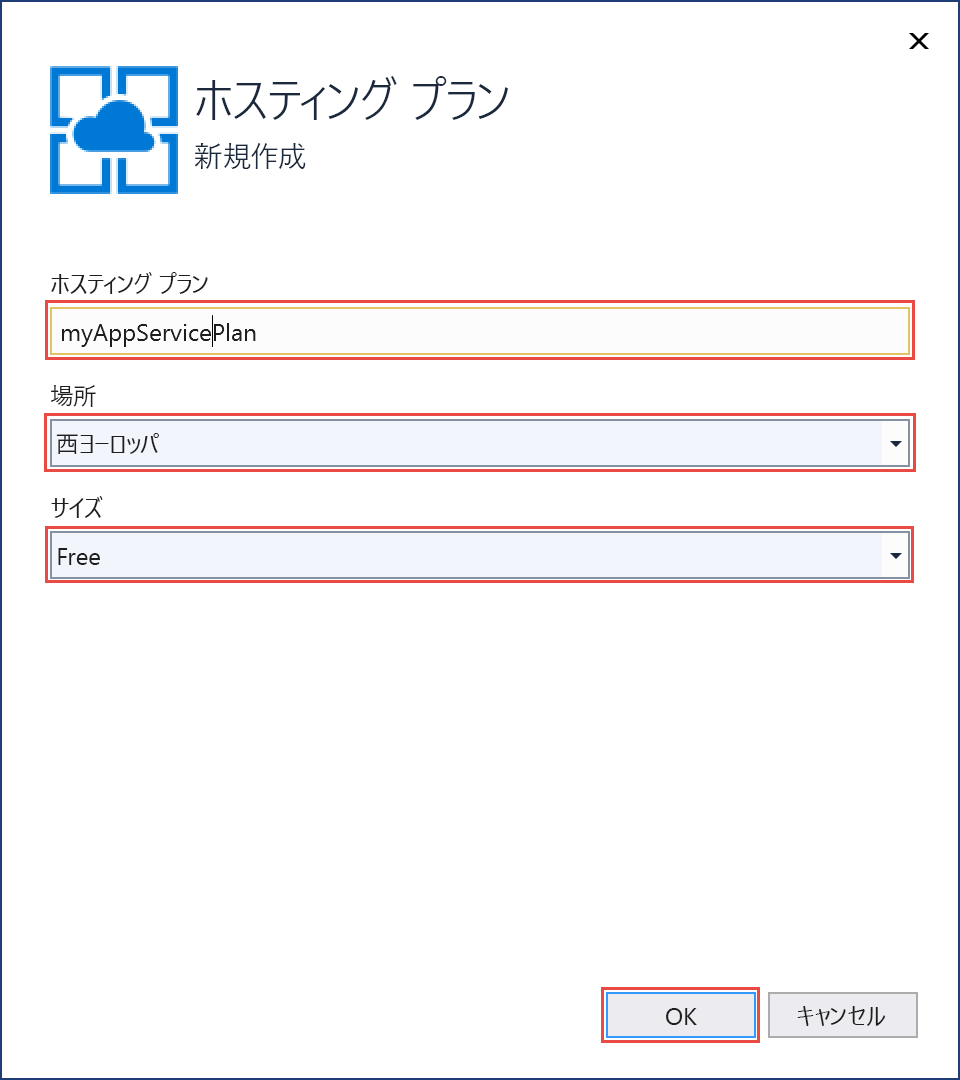 ホスティング プラン
新規作成
ホスティング プラン
myAppServicePlan
場所
西ヨーロッパ
サイズ
Free
OK
キャンセル